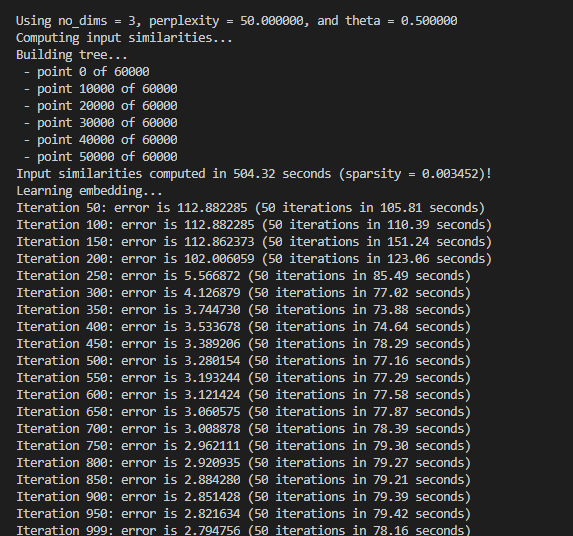 Using no_dims = 3, perplexity = 50.000000, and theta = 0.500000
Computing input similarities...
Building tree...
 - point 0 of 60000
 - point 10000 of 60000
 - point 20000 of 60000
 - point 30000 of 60000
 - point 40000 of 60000
 - point 50000 of 60000
Input similarities computed in 504.32 seconds (sparsity = 0.003452)!
Learning embedding...
Iteration 50: error is 112.882285 (50 iterations in 105.81 seconds)
Iteration 100: error is 112.882285 (50 iterations in 110.39 seconds)
Iteration 150: error is 112.862373 (50 iterations in 151.24 seconds)
Iteration 200: error is 102.006059 (50 iterations in 123.06 seconds)
Iteration 250: error is 5.566872 (50 iterations in 85.49 seconds)
Iteration 300: error is 4.126879 (50 iterations in 77.02 seconds)
Iteration 350: error is 3.744730 (50 iterations in 73.88 seconds)
Iteration 400: error is 3.533678 (50 iterations in 74.64 seconds)
Iteration 450: error is 3.389206 (50 iterations in 78.29 seconds)
Iteration 500: error is 3.280154 (50 iterations in 77.16 seconds)
Iteration 550: error is 3.193244 (50 iterations in 77.29 seconds)
Iteration 600: error is 3.121424 (50 iterations in 77.58 seconds)
Iteration 650: error is 3.060575 (50 iterations in 77.87 seconds)
Iteration 700: error is 3.008878 (50 iterations in 78.39 seconds)
Iteration 750: error is 2.962111 (50 iterations in 79.30 seconds)
Iteration 800: error is 2.920935 (50 iterations in 79.27 seconds)
Iteration 850: error is 2.884280 (50 iterations in 79.21 seconds)
Iteration 900: error is 2.851428 (50 iterations in 79.39 seconds)
Iteration 950: error is 2.821634 (50 iterations in 79.42 seconds)
Iteration 999: error is 2.794756 (50 iterations in 78.16 seconds)